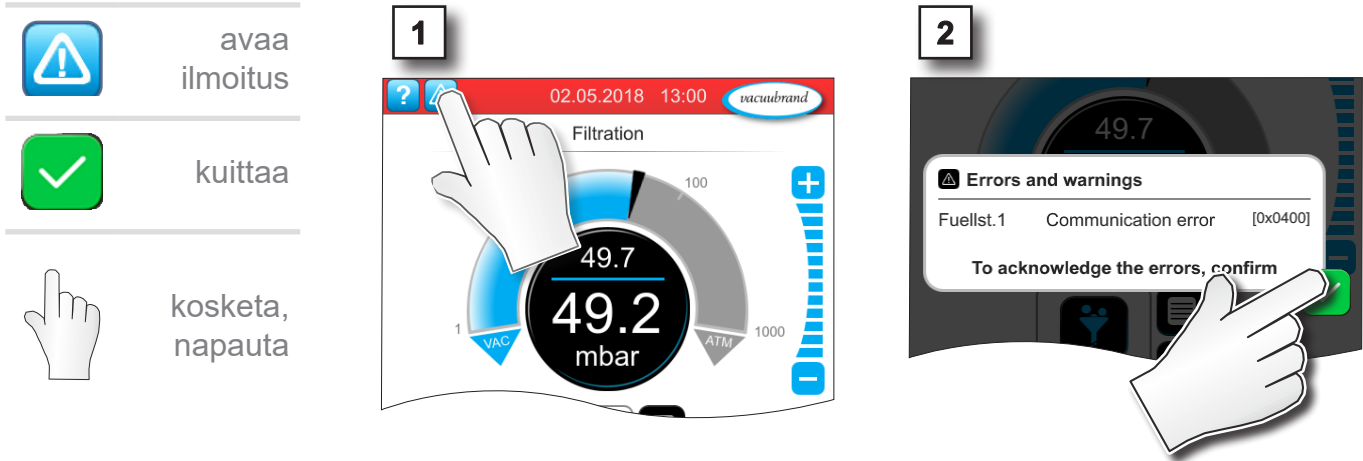 avaa
ilmoitus
kuittaa
kosketa,
napauta
1
? 02.05.2018 13:00 vacuubrand
Filtration
100
49.7
49.2
mbar
1
VAC
ATM
1000
2
49.7
Errors and warnings
Fuellst.1 Communication error [0x0400]
To acknowledge the errors, confirm